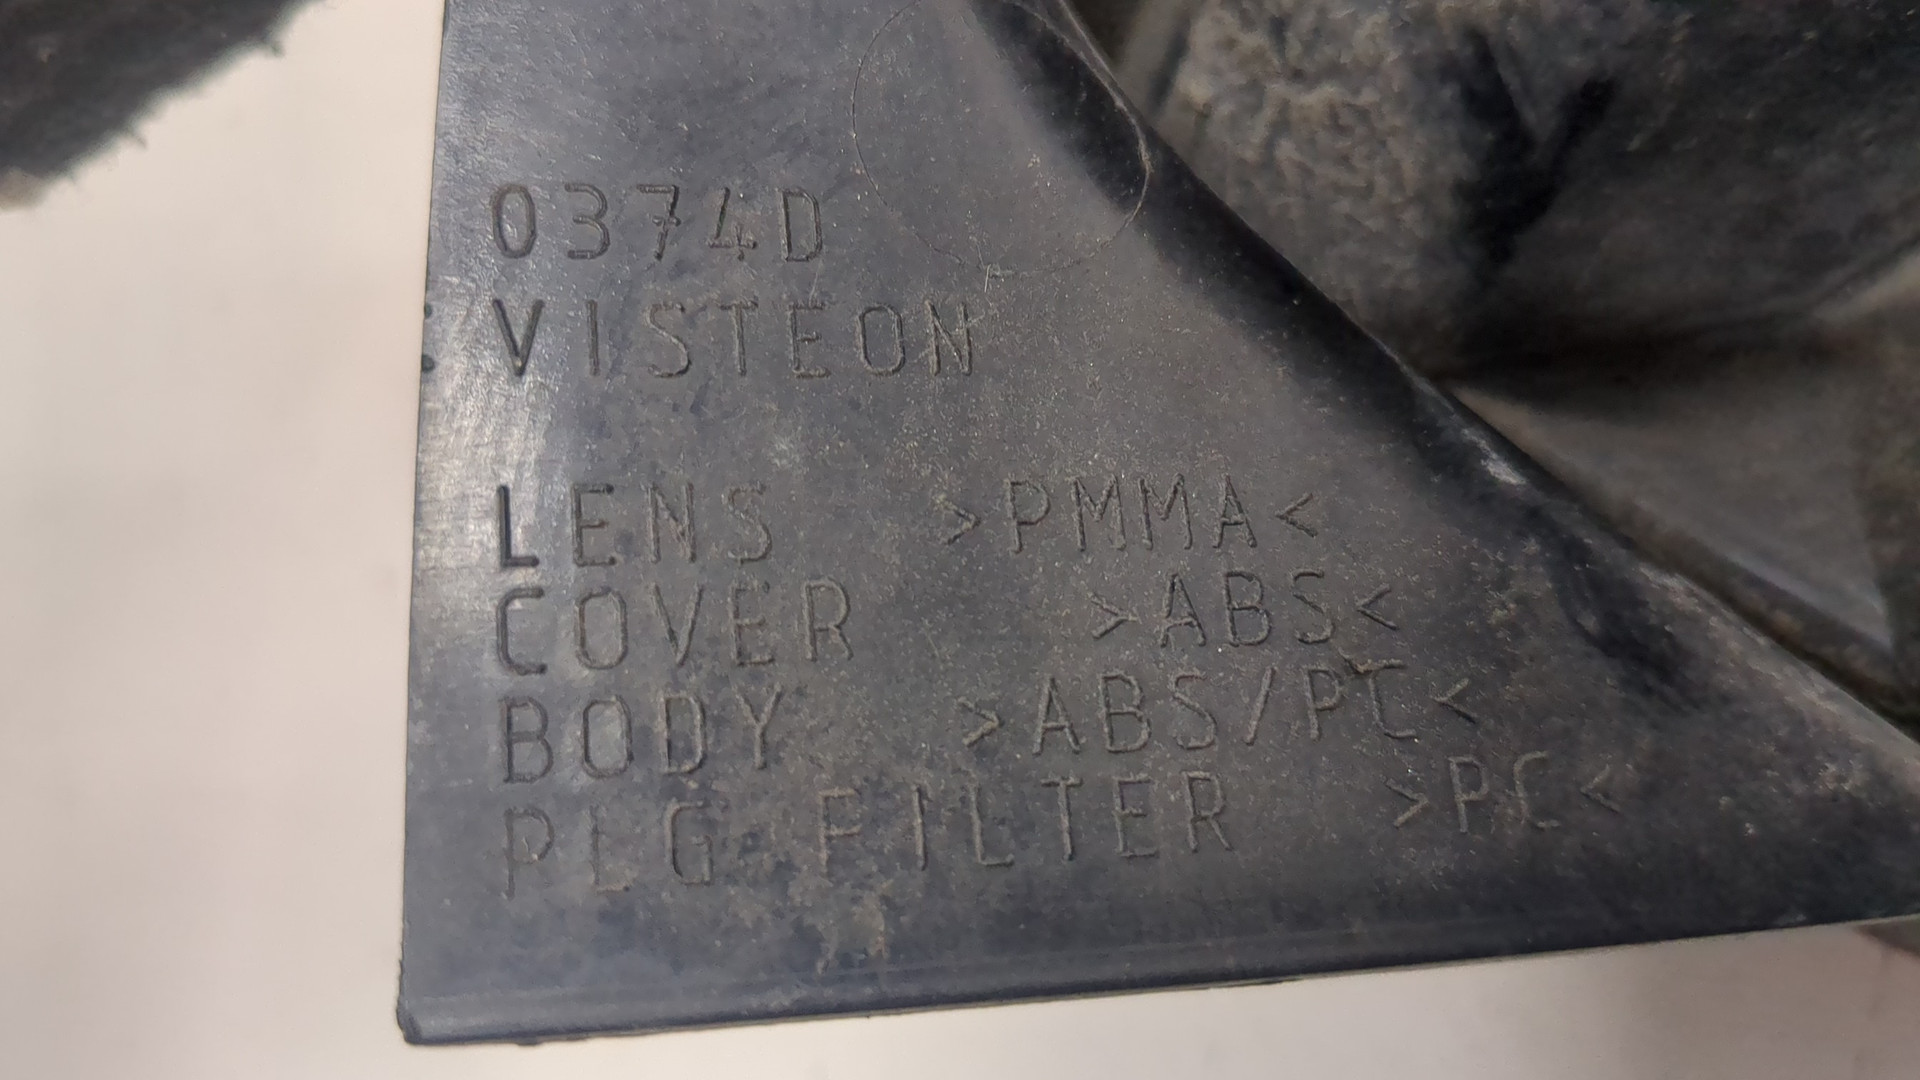 0374D
VISTEON
LENS >PMMA<
COVER >ABS<
BODY >ABS/PC<
PLG FILTER >PC<